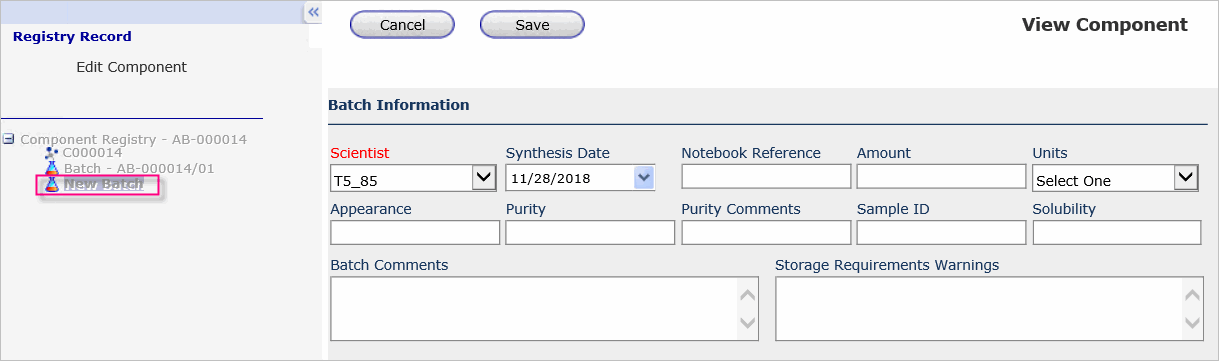 «
Cancel Save View Component
Registry Record
Edit Component
Component Registry - AB-000014
C000014
Batch - AB-000014/01
New Batch
Batch Information
Scientist Synthesis Date Notebook Reference Amount Units
T5_85 11/28/2018 Select One
Appearance Purity Purity Comments Sample ID Solubility
Batch Comments Storage Requirements Warnings